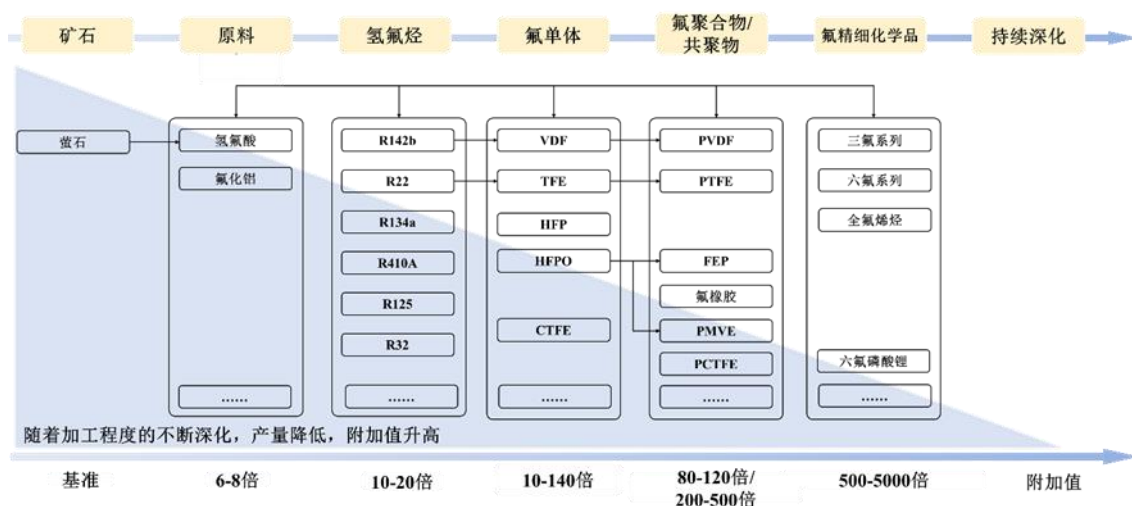 矿石
原料
氢氟烃
氟单体
氟聚合物/
共聚物
氟精细化学品
持续深化
萤石
氢氟酸
氟化铝
......
R142b
R22
R134a
R410A
R125
R32
......
VDF
TFE
HFP
HFPO
CTFE
......
PVDF
PTFE
FEP
氟橡胶
PMVE
PCTFE
......
三氟系列
六氟系列
全氟烯烃
六氟磷酸锂
......
随着加工程度的不断深化，产量降低，附加值升高
基准
6-8倍
10-20倍
10-140倍
80-120倍/
200-500倍
500-5000倍
附加值